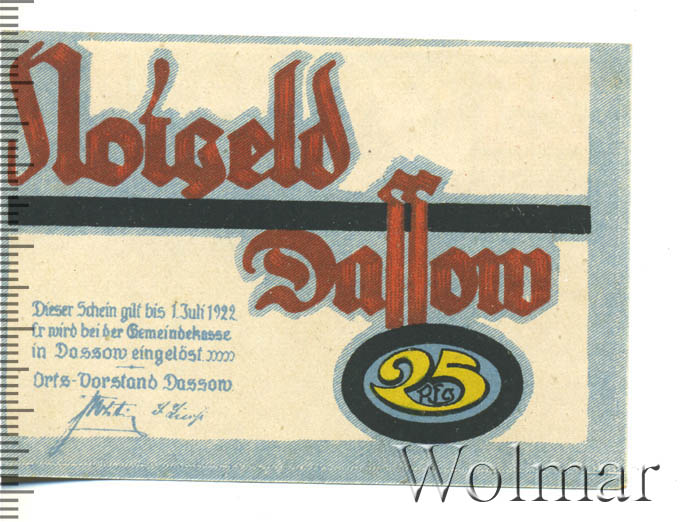 Notgeld
Dassow
Dieser Schein gilt bis 1. Juli 1922
Er wird bei der Gemeindekasse
in Dassow eingelöst.
Orts-Vorstand Dassow
25
PFG
Wolmar